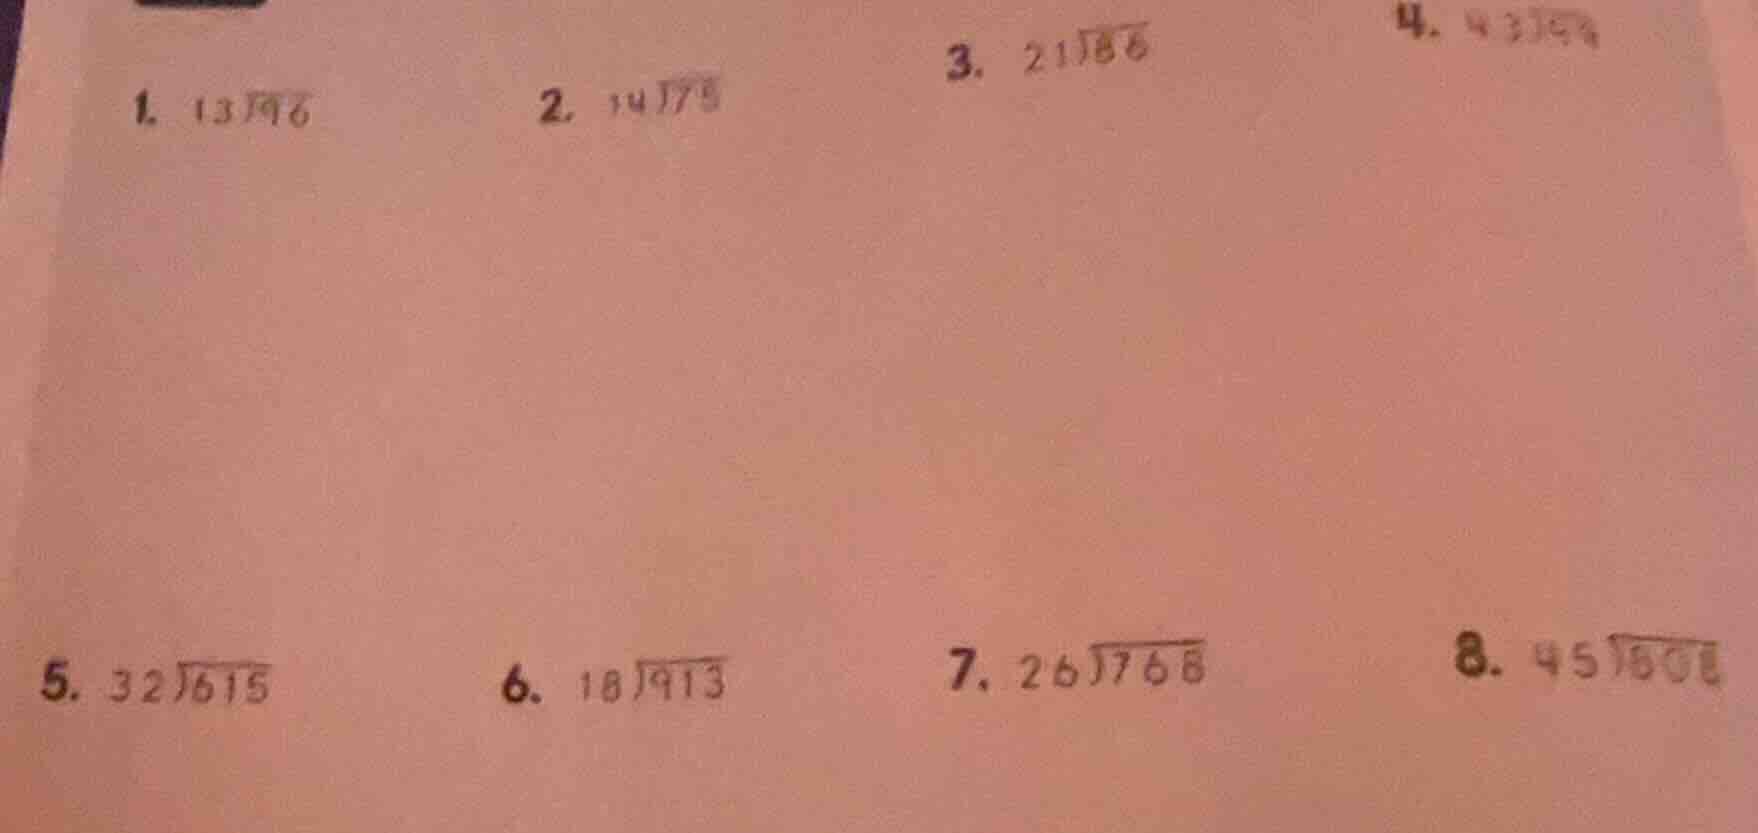 1. 13)96 2. 14)75 3. 21)86 4. 43)99
5. 32)615 6. 18)913 7. 26)768 8. 45)808